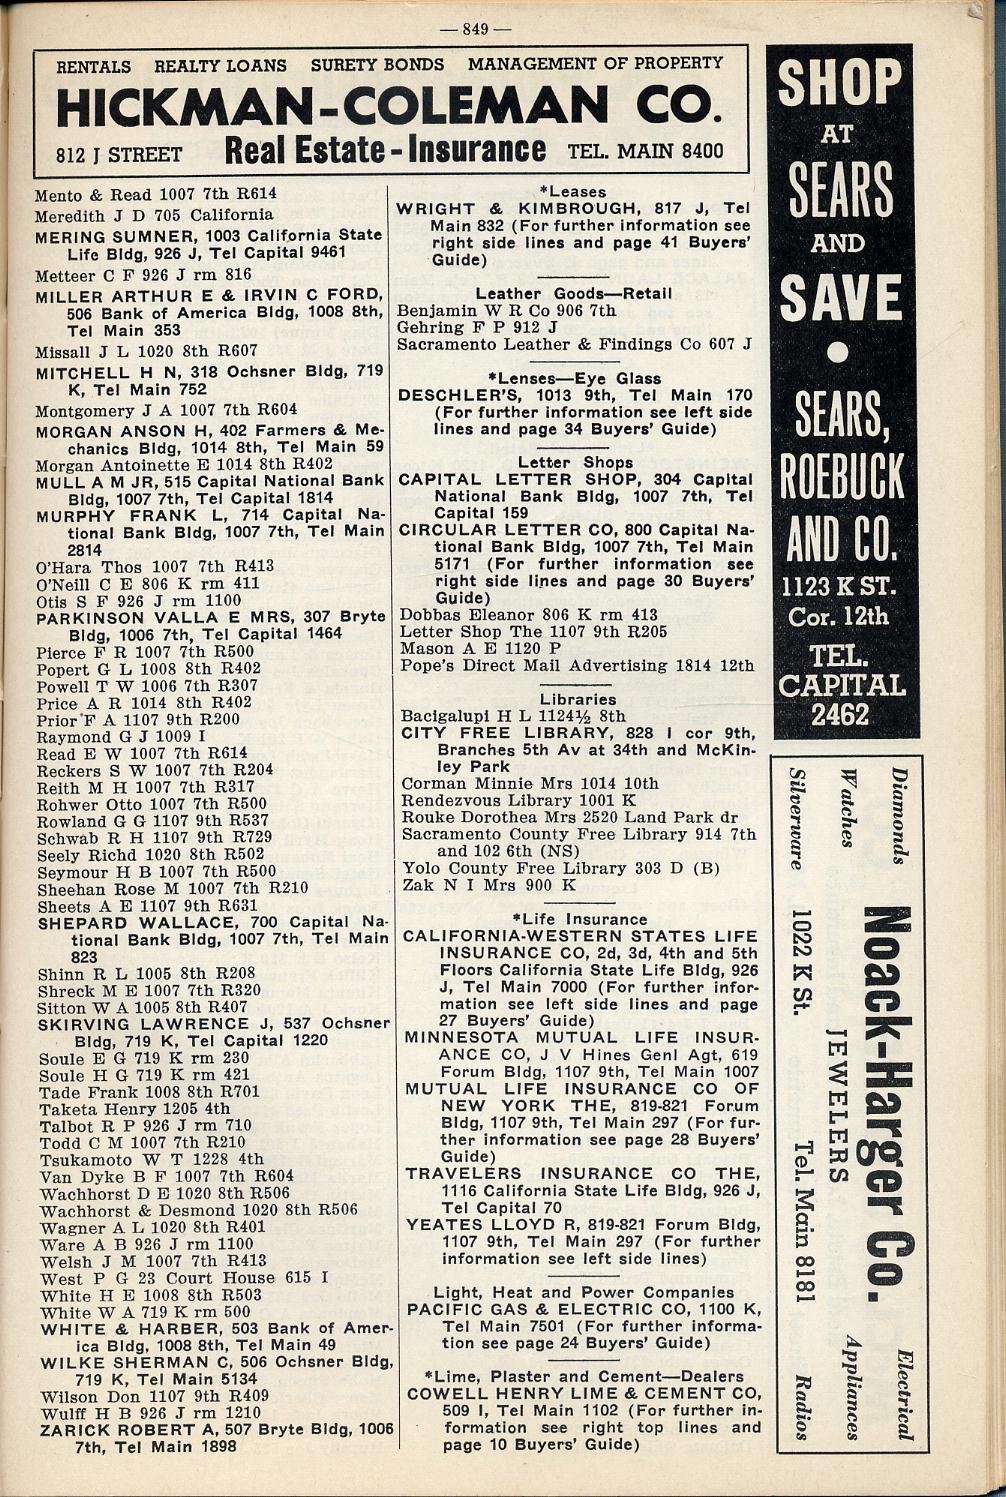 — 849 —
RENTALS REALTY LOANS SURETY BONDS MANAGEMENT OF PROPERTY
HICKMAN-COLEMAN CO.
812 J STREET Real Estate-Insurance TEL. MAIN 8400
Mento & Read 1007 7th R614
Meredith J D 705 California
MERING SUMNER, 1003 California State
Life Bldg, 926 J, Tel Capital 9461
Metteer C F 926 J rm 816
MILLER ARTHUR E & IRVIN C FORD,
506 Bank of America Bldg, 1008 8th,
Tel Main 353
Missall J L 1020 8th R607
MITCHELL H N, 318 Ochsner Bldg, 719
K, Tel Main 752
Montgomery J A 1007 7th R604
MORGAN ANSON H, 402 Farmers & Me-
chanics Bldg, 1014 8th, Tel Main 59
Morgan Antoinette E 1014 8th R402
MULL A M JR, 515 Capital National Bank
Bldg, 1007 7th, Tel Capital 1814
MURPHY FRANK L, 714 Capital Na-
tional Bank Bldg, 1007 7th, Tel Main
2814
O'Hara Thos 1007 7th R413
O'Neill C E 806 K rm 411
Otis S F 926 J rm 1100
PARKINSON VALLA E MRS, 307 Bryte
Bldg, 1006 7th, Tel Capital 1464
Pierce F R 1007 7th R500
Popert G L 1008 8th R402
Powell T W 1006 7th R307
Price A R 1014 8th R402
Prior F A 1107 9th R200
Raymond G J 1009 I
Read E W 1007 7th R614
Reckers S W 1007 7th R204
Reith M H 1007 7th R317
Rohwer Otto 1007 7th R500
Rowland G G 1107 9th R537
Schwab R H 1107 9th R729
Seely Richd 1020 8th R502
Seymour H B 1007 7th R500
Sheehan Rose M 1007 7th R210
Sheets A E 1107 9th R631
SHEPARD WALLACE, 700 Capital Na-
tional Bank Bldg, 1007 7th, Tel Main
823
Shinn R L 1005 8th R208
Shreck M E 1007 7th R320
Sitton W A 1005 8th R407
SKIRVING LAWRENCE J, 537 Ochsner
Bldg, 719 K, Tel Capital 1220
Soule E G 719 K rm 230
Soule H G 719 K rm 421
Tade Frank 1008 8th R701
Taketa Henry 1205 4th
Talbot R P 926 J rm 710
Todd C M 1007 7th R210
Tsukamoto W T 1228 4th
Van Dyke B F 1007 7th R604
Wachhorst D E 1020 8th R506
Wachhorst & Desmond 1020 8th R506
Wagner A L 1020 8th R401
Ware A B 926 J rm 1100
Welsh J M 1007 7th R413
West P G 23 Court House 615 I
White H E 1008 8th R503
White W A 719 K rm 500
WHITE & HARBER, 503 Bank of Amer-
ica Bldg, 1008 8th, Tel Main 49
WILKE SHERMAN C, 506 Ochsner Bldg,
719 K, Tel Main 5134
Wilson Don 1107 9th R409
Wulff H B 926 J rm 1210
ZARICK ROBERT A, 507 Bryte Bldg, 1006
7th, Tel Main 1898
*Leases
WRIGHT & KIMBROUGH, 817 J, Tel
Main 832 (For further information see
right side lines and page 41 Buyers'
Guide)
Leather Goods—Retail
Benjamin W R Co 906 7th
Gehring F P 912 J
Sacramento Leather & Findings Co 607 J
*Lenses—Eye Glass
DESCHLER'S, 1013 9th, Tel Main 170
(For further information see left side
lines and page 34 Buyers' Guide)
Letter Shops
CAPITAL LETTER SHOP, 304 Capital
National Bank Bldg, 1007 7th, Tel
Capital 159
CIRCULAR LETTER CO, 800 Capital Na-
tional Bank Bldg, 1007 7th, Tel Main
5171 (For further information see
right side lines and page 30 Buyers'
Guide)
Dobbas Eleanor 806 K rm 413
Letter Shop The 1107 9th R205
Mason A E 1120 P
Pope's Direct Mail Advertising 1814 12th
Libraries
Bacigalupi H L 1124½ 8th
CITY FREE LIBRARY, 828 I cor 9th,
Branches 5th Av at 34th and McKin-
ley Park
Corman Minnie Mrs 1014 10th
Rendezvous Library 1001 K
Rouke Dorothea Mrs 2520 Land Park dr
Sacramento County Free Library 914 7th
and 102 6th (NS)
Yolo County Free Library 303 D (B)
Zak N I Mrs 900 K
*Life Insurance
CALIFORNIA-WESTERN STATES LIFE
INSURANCE CO, 2d, 3d, 4th and 5th
Floors California State Life Bldg, 926
J, Tel Main 7000 (For further infor-
mation see left side lines and page
27 Buyers' Guide)
MINNESOTA MUTUAL LIFE INSUR-
ANCE CO, J V Hines Genl Agt, 619
Forum Bldg, 1107 9th, Tel Main 1007
MUTUAL LIFE INSURANCE CO OF
NEW YORK THE, 819-821 Forum
Bldg, 1107 9th, Tel Main 297 (For fur-
ther information see page 28 Buyers'
Guide)
TRAVELERS INSURANCE CO THE,
1116 California State Life Bldg, 926 J,
Tel Capital 70
YEATES LLOYD R, 819-821 Forum Bldg,
1107 9th, Tel Main 297 (For further
information see left side lines)
Light, Heat and Power Companies
PACIFIC GAS & ELECTRIC CO, 1100 K,
Tel Main 7501 (For further informa-
tion see page 24 Buyers' Guide)
*Lime, Plaster and Cement—Dealers
COWELL HENRY LIME & CEMENT CO,
509 I, Tel Main 1102 (For further in-
formation see right top lines and
page 10 Buyers' Guide)
SHOP
AT
SEARS
AND
SAVE
•
SEARS,
ROEBUCK
AND CO.
1123 K ST.
Cor. 12th
TEL.
CAPITAL
2462
Diamonds
Watches
Silverware
Noack-Harger Co.
JEWELERS
1022 K St. Tel. Main 8181
Electrical
Appliances
Radios